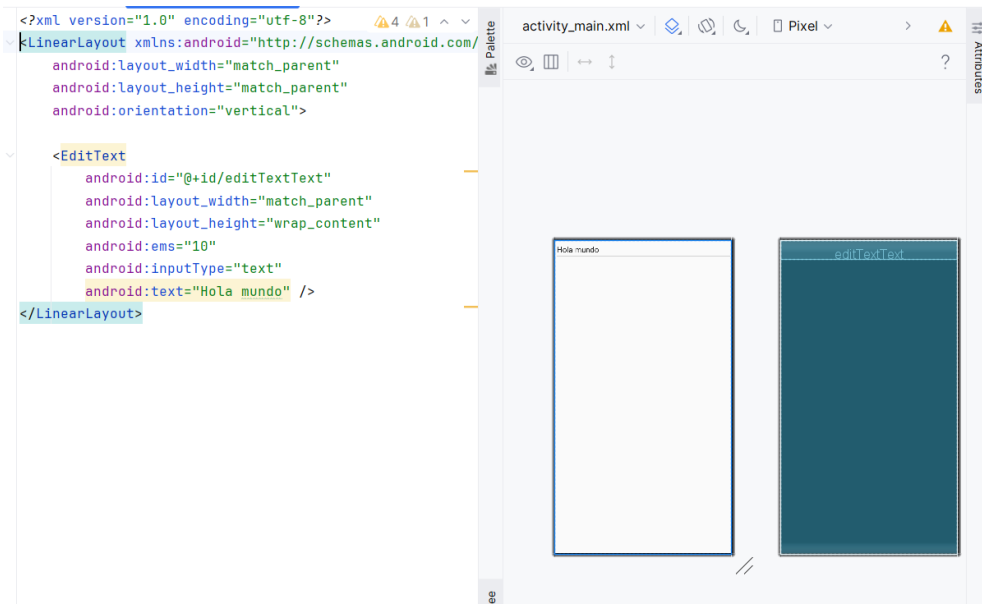 <?xml version="1.0" encoding="utf-8"?>
4 1
<LinearLayout xmlns:android="http://schemas.android.com/
android:layout_width="match_parent"
android:layout_height="match_parent"
android:orientation="vertical">
<EditText
android:id="@+id/editTextText"
android:layout_width="match_parent"
android:layout_height="wrap_content"
android:ems="10"
android:inputType="text"
android:text="Hola mundo" />
</LinearLayout>
Palette
activity_main.xml
Pixel
?
Attributes
Hola mundo
editTextText
ee